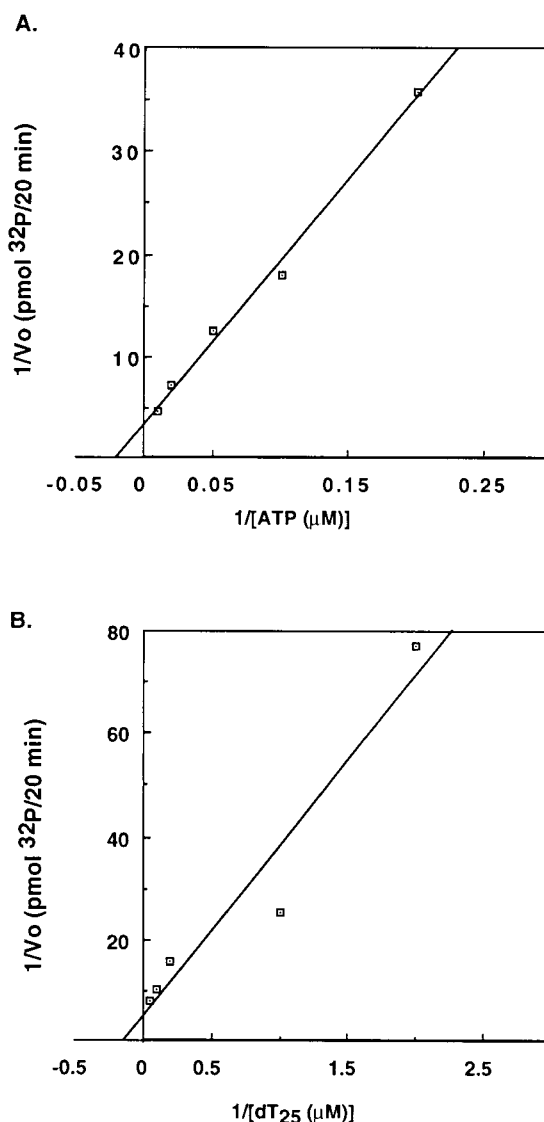 A.
40
30
20
10
1/Vo (pmol 32P/20 min)
-0.05 0 0.05 0.15 0.25
1/[ATP (μM)]
B.
80
60
40
20
1/Vo (pmol 32P/20 min)
-0.5 0 0.5 1.5 2.5
1/[dT25 (μM)]